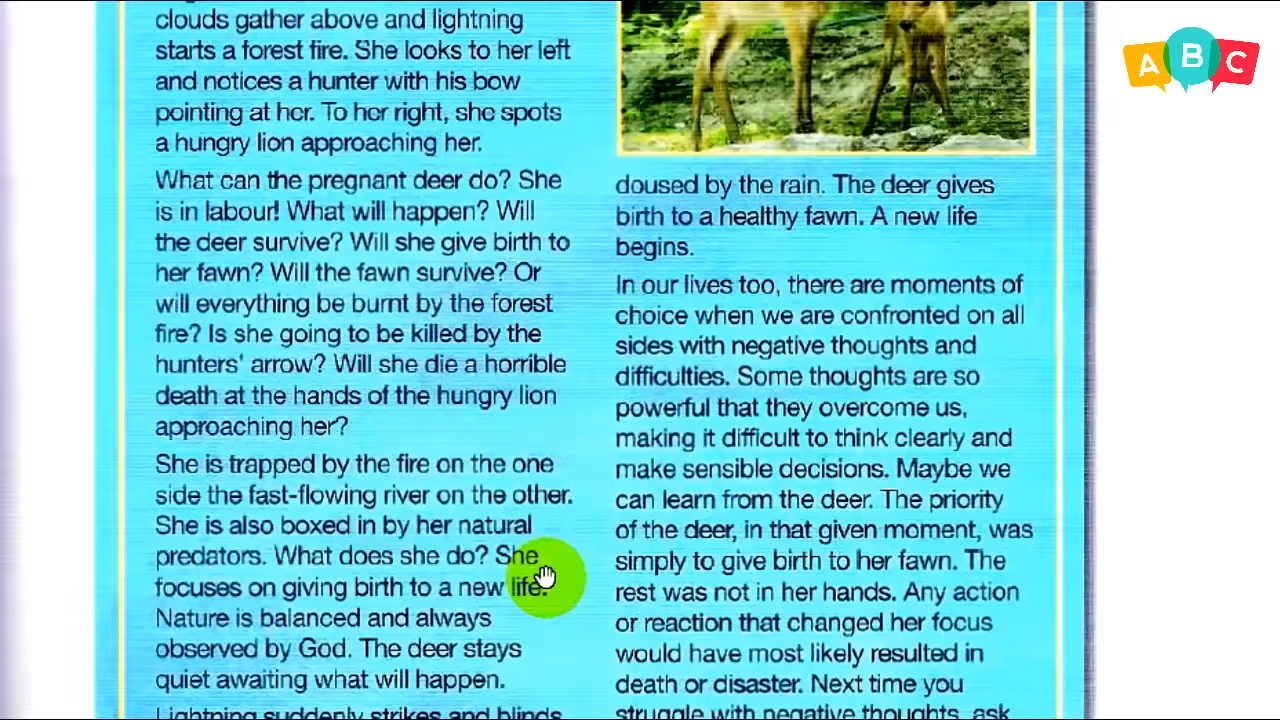 clouds gather above and lightning
starts a forest fire. She looks to her left
and notices a hunter with his bow
pointing at her. To her right, she spots
a hungry lion approaching her.
What can the pregnant deer do? She
is in labour! What will happen? Will
the deer survive? Will she give birth to
her fawn? Will the fawn survive? Or
will everything be burnt by the forest
fire? Is she going to be killed by the
hunters' arrow? Will she die a horrible
death at the hands of the hungry lion
approaching her?
She is trapped by the fire on the one
side the fast-flowing river on the other.
She is also boxed in by her natural
predators. What does she do? She
focuses on giving birth to a new life.
Nature is balanced and always
observed by God. The deer stays
quiet awaiting what will happen.
Lightning suddenly strikes and blinds
doused by the rain. The deer gives
birth to a healthy fawn. A new life
begins.
In our lives too, there are moments of
choice when we are confronted on all
sides with negative thoughts and
difficulties. Some thoughts are so
powerful that they overcome us,
making it difficult to think clearly and
make sensible decisions. Maybe we
can learn from the deer. The priority
of the deer, in that given moment, was
simply to give birth to her fawn. The
rest was not in her hands. Any action
or reaction that changed her focus
would have most likely resulted in
death or disaster. Next time you
struggle with negative thoughts, ask
A B C